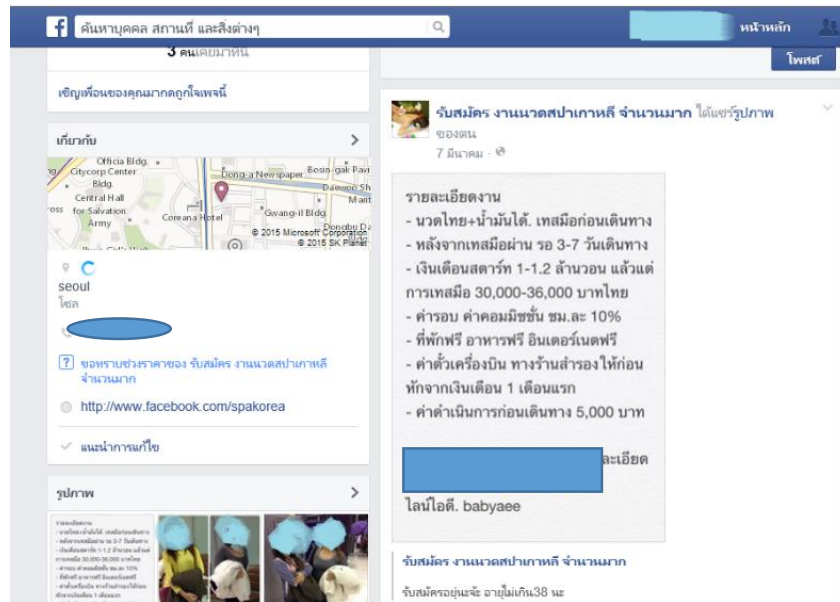 ค้นหาบุคคล สถานที่ และสิ่งต่างๆ
หน้าหลัก
3 คนเคยมาที่นี่
โพสต์
เชิญเพื่อนของคุณมากดถูกใจเพจนี้
เกี่ยวกับ
Citycorp Center
Officia Bldg.
Bldg.
Central Hall
for Salvation
Army
Coreana Hotel
Dong-a Newspaper
Bosin-gak Pavi
Gwang-il Bldg
© 2015 Microsoft Corporation
© 2015 SK Planet
seoul
โซล
ขอทราบช่วงราคาของ รับสมัคร งานนวดสปาเกาหลี
จำนวนมาก
http://www.facebook.com/spakorea
แนะนำการแก้ไข
รูปภาพ
รับสมัคร งานนวดสปาเกาหลี จำนวนมาก ได้แชร์รูปภาพ
ของตน
7 มีนาคม
รายละเอียดงาน
- นวดไทย+น้ำมันได้. เทสมือก่อนเดินทาง
- หลังจากเทสมือผ่าน รอ 3-7 วันเดินทาง
- เงินเดือนสตาร์ท 1-1.2 ล้านวอน แล้วแต่
การเทสมือ 30,000-36,000 บาทไทย
- ค่ารอบ ค่าคอมมิชชั่น ชม.ละ 10%
- ที่พักฟรี อาหารฟรี อินเตอร์เนตฟรี
- ค่าตั๋วเครื่องบิน ทางร้านสำรองให้ก่อน
หักจากเงินเดือน 1 เดือนแรก
- ค่าดำเนินการก่อนเดินทาง 5,000 บาท
ละเอียด
ไลน์ไอดี. babyaee
รับสมัคร งานนวดสปาเกาหลี จำนวนมาก
รับสมัครอยู่นะจ้ะ อายุไม่เกิน38 นะ